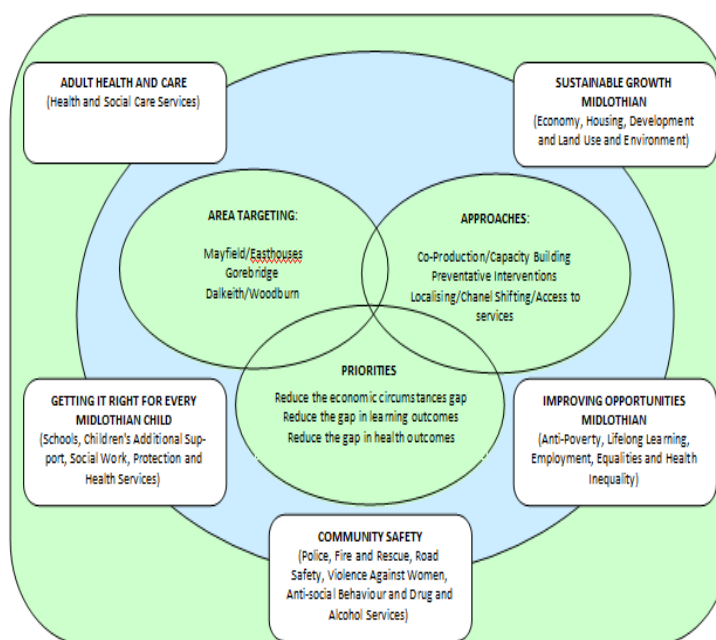 ADULT HEALTH AND CARE
(Health and Social Care Services)
SUSTAINABLE GROWTH
MIDLOTHIAN
(Economy, Housing, Development
and Land Use and Environment)
AREA TARGETING:
Mayfield/Easthouses
Gorebridge
Dalkeith/Woodburn
APPROACHES:
Co-Production/Capacity Building
Preventative Interventions
Localising/Chanel Shifting/Access to
services
PRIORITIES
Reduce the economic circumstances gap
Reduce the gap in learning outcomes
Reduce the gap in health outcomes
GETTING IT RIGHT FOR EVERY
MIDLOTHIAN CHILD
(Schools, Children's Additional Sup-
port, Social Work, Protection and
Health Services)
IMPROVING OPPORTUNITIES
MIDLOTHIAN
(Anti-Poverty, Lifelong Learning,
Employment, Equalities and Health
Inequality)
COMMUNITY SAFETY
(Police, Fire and Rescue, Road
Safety, Violence Against Women,
Anti-social Behaviour and Drug and
Alcohol Services)